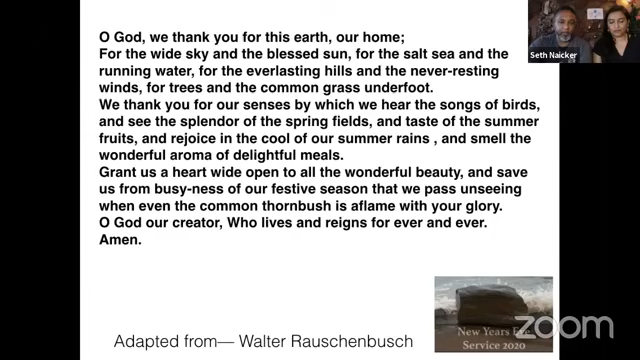 O God, we thank you for this earth, our home;
For the wide sky and the blessed sun, for the salt sea and the
running water, for the everlasting hills and the never-resting
winds, for trees and the common grass underfoot.
We thank you for our senses by which we hear the songs of birds,
and see the splendor of the spring fields, and taste of the summer
fruits, and rejoice in the cool of our summer rains , and smell the
wonderful aroma of delightful meals.
Grant us a heart wide open to all the wonderful beauty, and save
us from busy-ness of our festive season that we pass unseeing
when even the common thornbush is aflame with your glory.
O God our creator, Who lives and reigns for ever and ever.
Amen.
Adapted from— Walter Rauschenbusch
Seth Naicker
New Years Eve
Service 2020
zoom